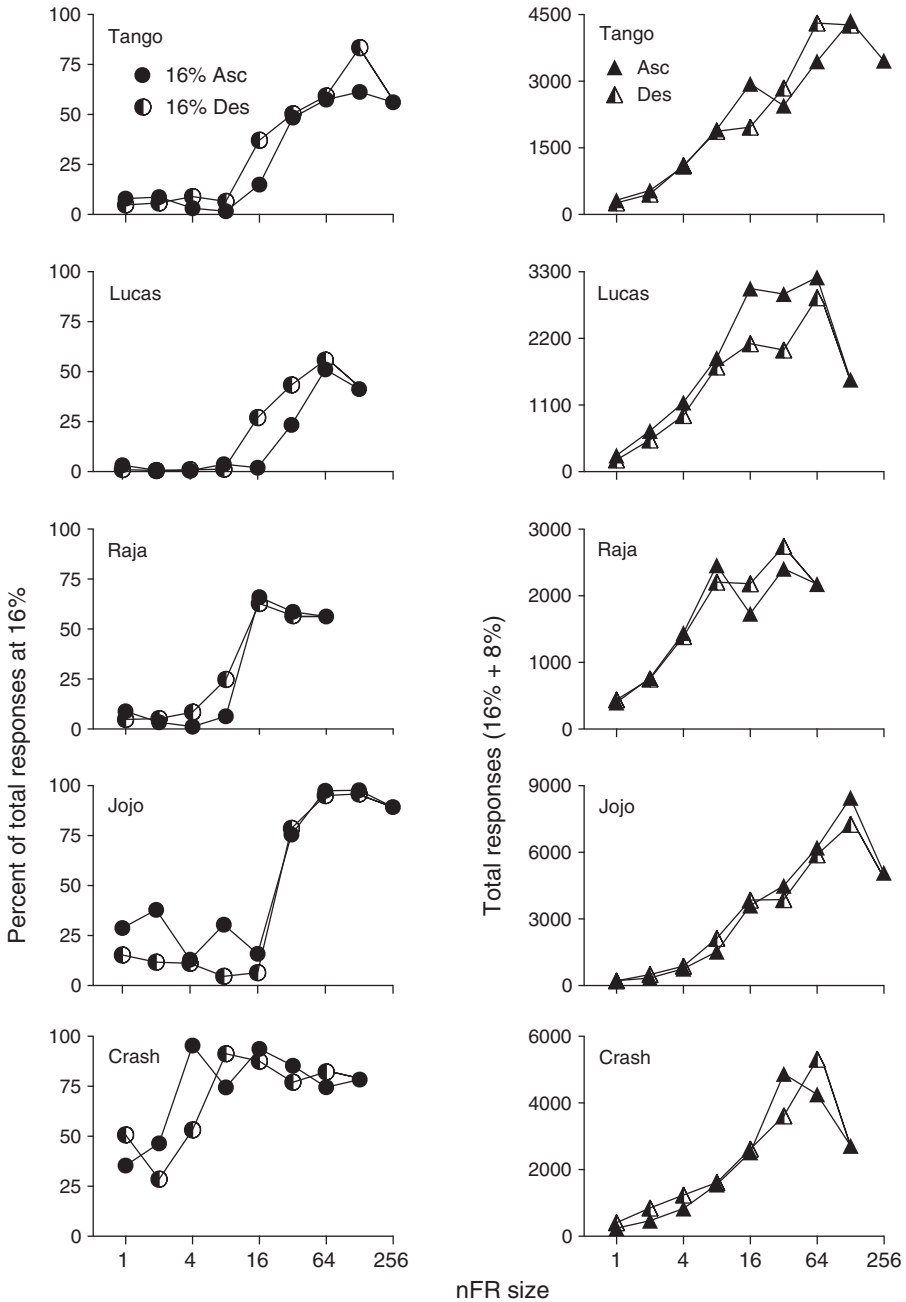 100
75
50
25
0
Tango
16% Asc
16% Des
4500
3000
1500
0
Tango
Asc
Des
100
75
50
25
0
Lucas
3300
2200
1100
0
Lucas
100
75
50
25
0
Raja
3000
2000
1000
0
Raja
100
75
50
25
0
Jojo
9000
6000
3000
0
Jojo
100
75
50
25
0
Crash
1 4 16 64 256
6000
4000
2000
0
Crash
1 4 16 64 256
Percent of total responses at 16%
Total responses (16% + 8%)
nFR size